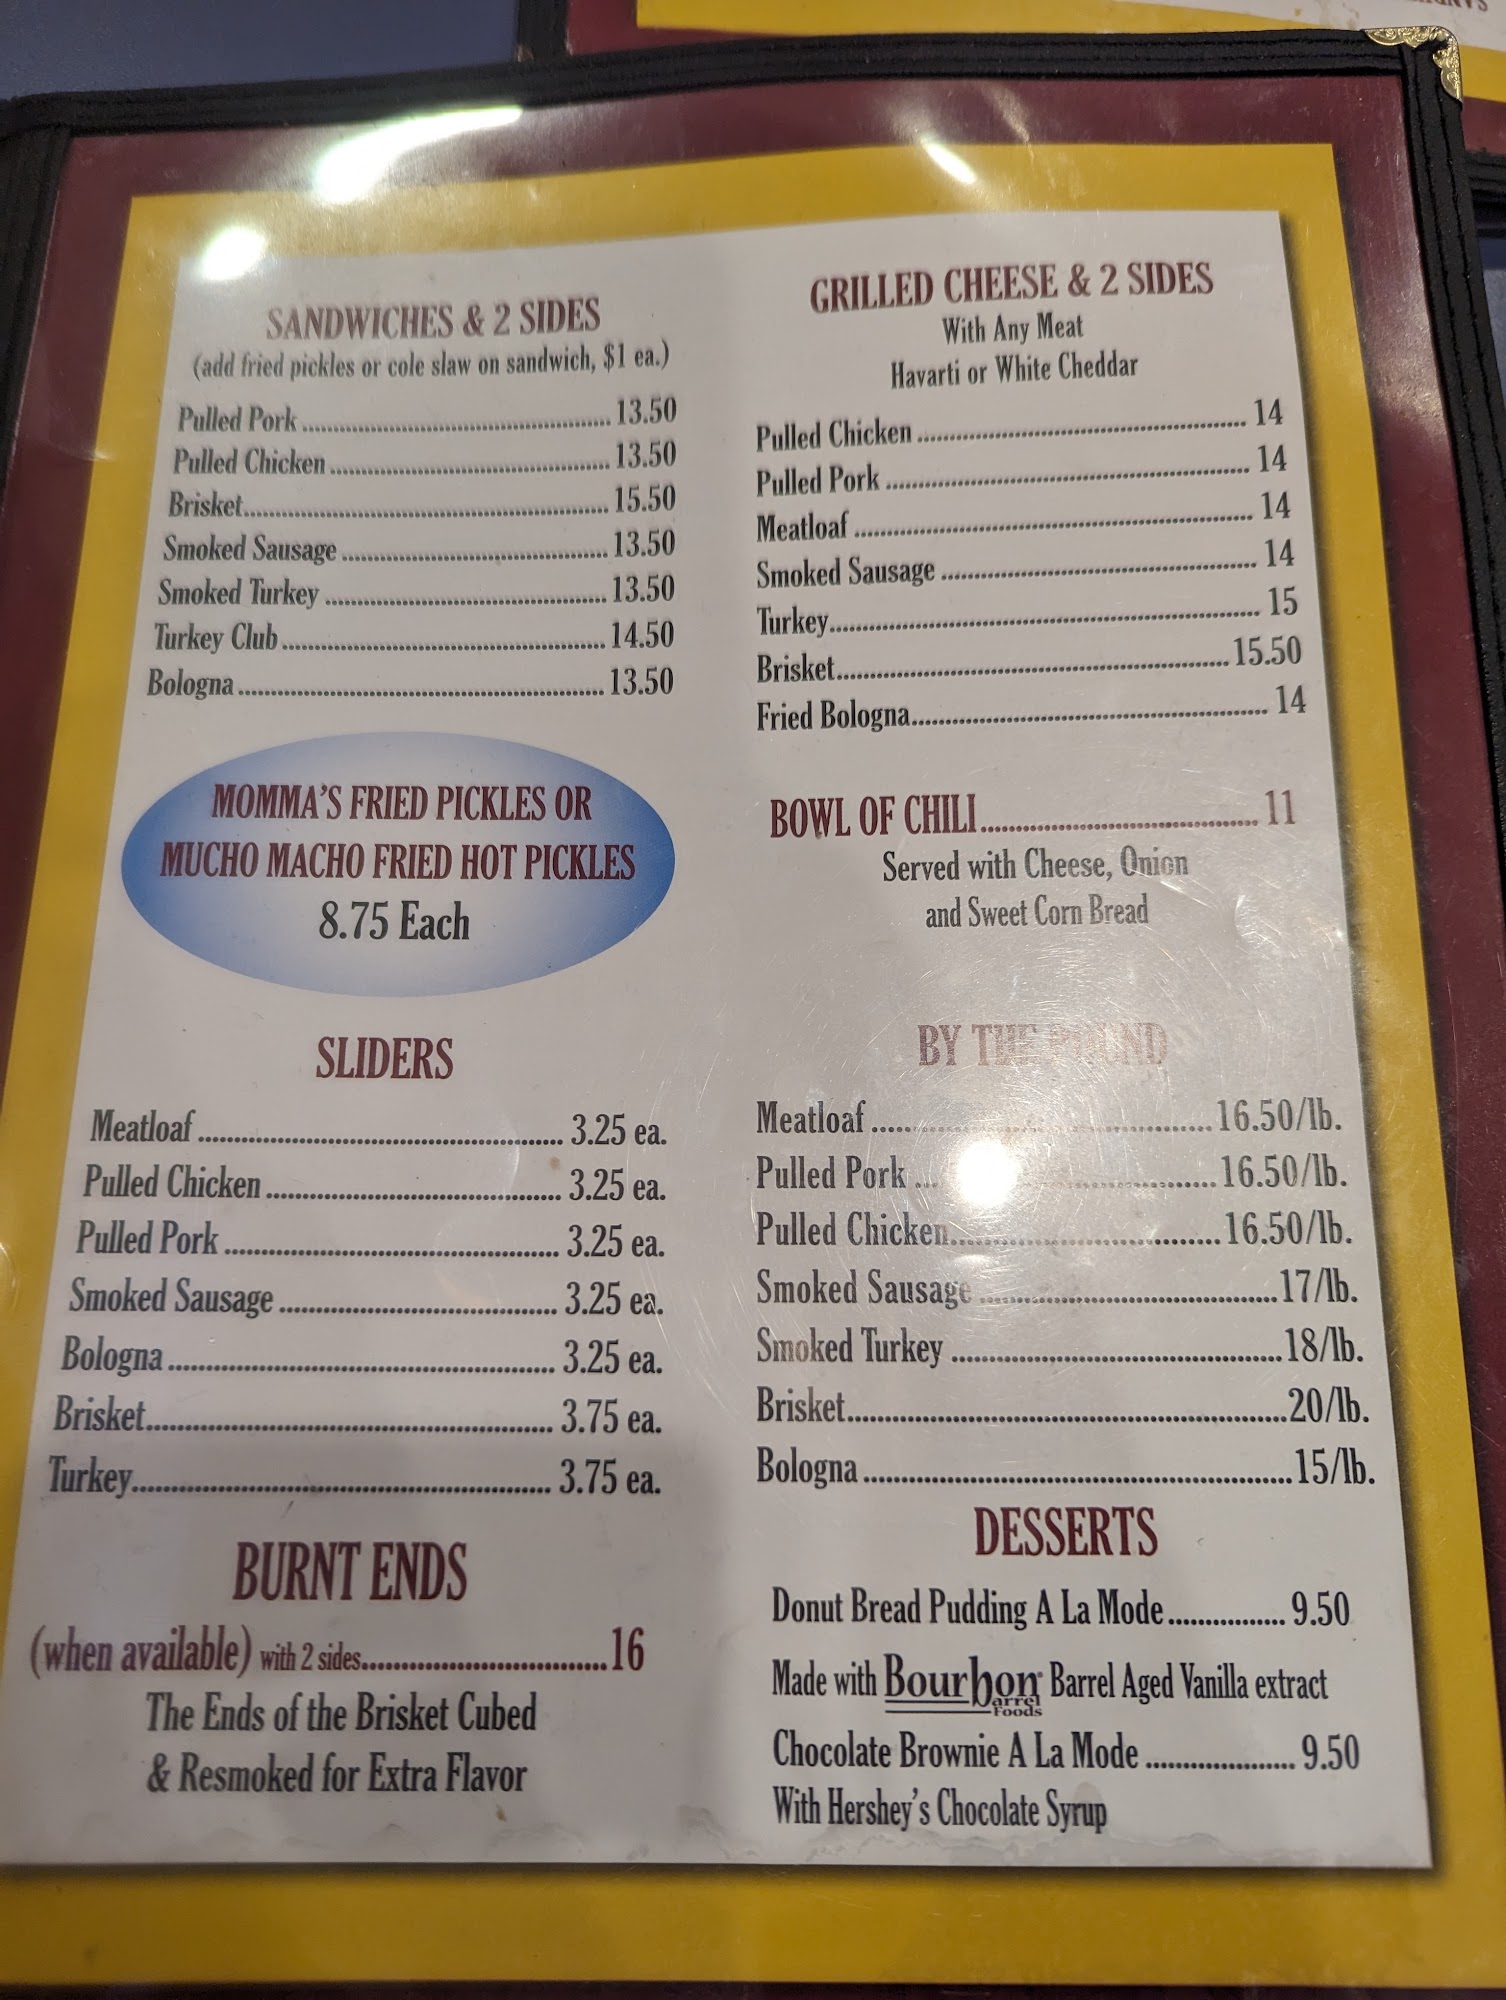 SANDWICHES & 2 SIDES
(add fried pickles or cole slaw on sandwich, $1 ea.)
Pulled Pork 13.50
Pulled Chicken 13.50
Brisket 15.50
Smoked Sausage 13.50
Smoked Turkey 13.50
Turkey Club 14.50
Bologna 13.50
MOMMA'S FRIED PICKLES OR
MUCHO MACHO FRIED HOT PICKLES
8.75 Each
SLIDERS
Meatloaf 3.25 ea.
Pulled Chicken 3.25 ea.
Pulled Pork 3.25 ea.
Smoked Sausage 3.25 ea.
Bologna 3.25 ea.
Brisket 3.75 ea.
Turkey 3.75 ea.
BURNT ENDS
(when available) with 2 sides 16
The Ends of the Brisket Cubed
& Resmoked for Extra Flavor
GRILLED CHEESE & 2 SIDES
With Any Meat
Havarti or White Cheddar
Pulled Chicken 14
Pulled Pork 14
Meatloaf 14
Smoked Sausage 14
Turkey 15
Brisket 15.50
Fried Bologna 14
BOWL OF CHILI 11
Served with Cheese, Onion
and Sweet Corn Bread
BY THE POUND
Meatloaf 16.50/lb.
Pulled Pork 16.50/lb.
Pulled Chicken 16.50/lb.
Smoked Sausage 17/lb.
Smoked Turkey 18/lb.
Brisket 20/lb.
Bologna 15/lb.
DESSERTS
Donut Bread Pudding A La Mode 9.50
Made with Bourbon Barrel Foods Barrel Aged Vanilla extract
Chocolate Brownie A La Mode 9.50
With Hershey's Chocolate Syrup